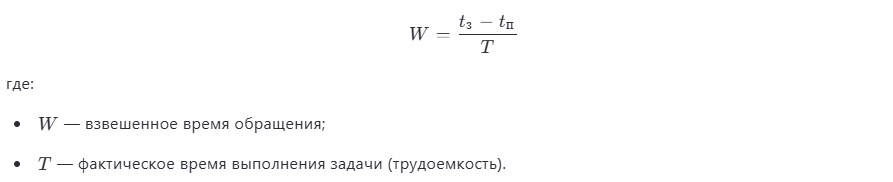 W = (tз − tп) / T
где:
• W — взвешенное время обращения;
• T — фактическое время выполнения задачи (трудоемкость).